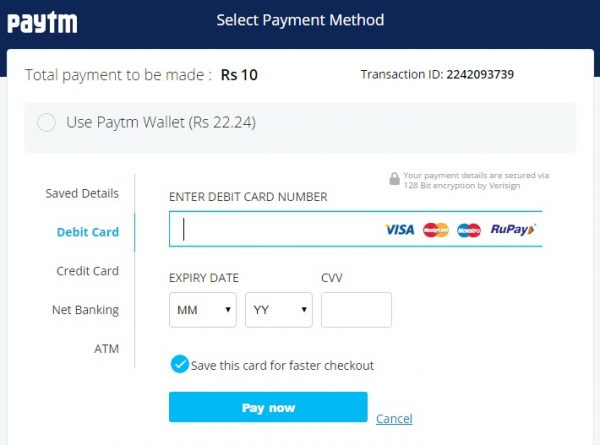 paytm
Select Payment Method
Total payment to be made : Rs 10
Transaction ID: 2242093739
Use Paytm Wallet (Rs 22.24)
Your payment details are secured via
128 Bit encryption by Verisign
Saved Details
Debit Card
Credit Card
Net Banking
ATM
ENTER DEBIT CARD NUMBER
VISA MasterCard Maestro RuPay
EXPIRY DATE CVV
MM YY
Save this card for faster checkout
Pay now
Cancel